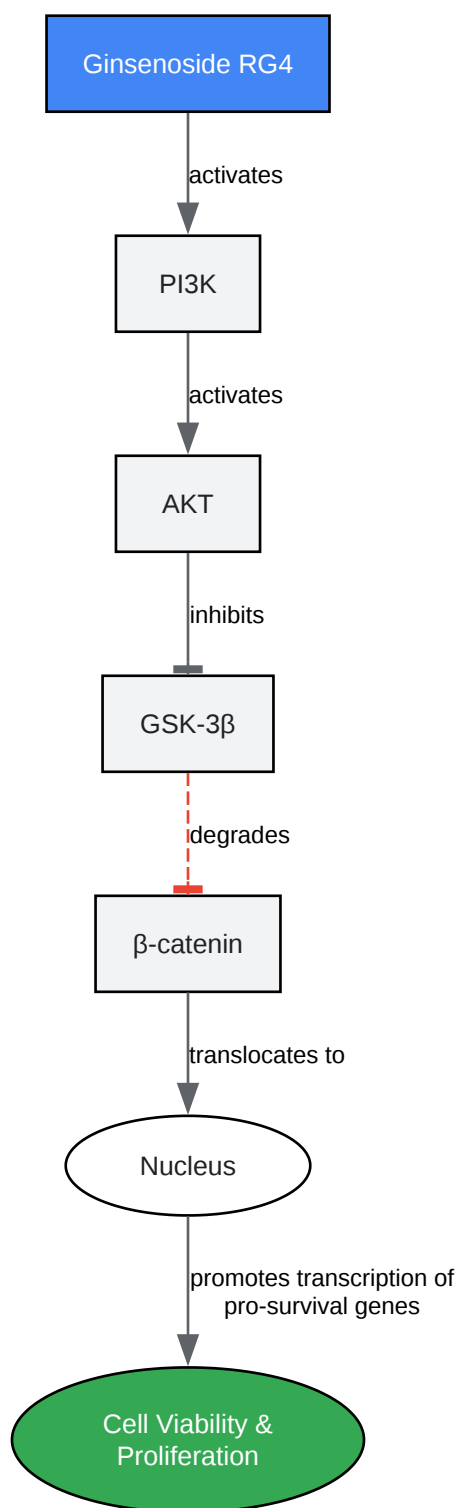 Ginsenoside RG4
activates
PI3K
activates
AKT
inhibits
GSK-3β
degrades
β-catenin
translocates to
Nucleus
promotes transcription of
pro-survival genes
Cell Viability &
Proliferation